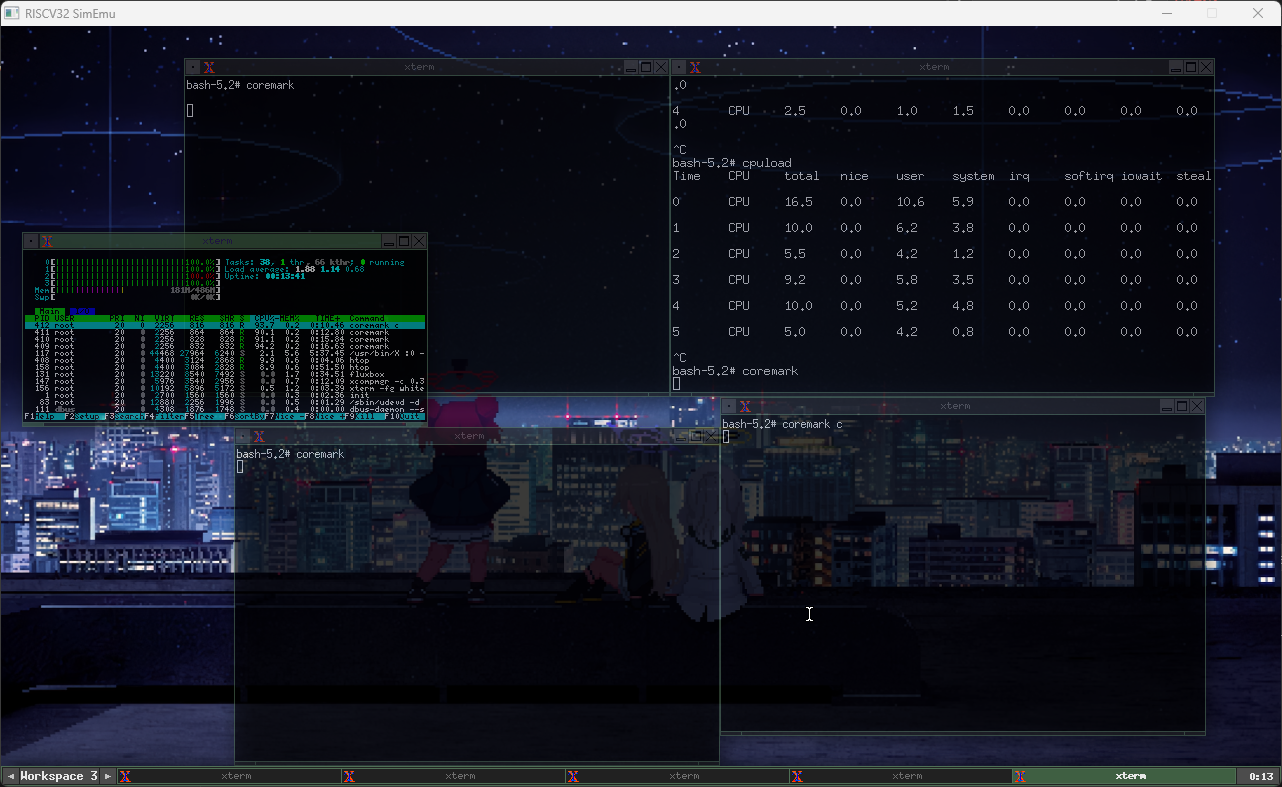 RISCV32 SimEmu
xterm
bash-5.2# coremark
xterm
.0
4 CPU 2.5 0.0 1.0 1.5 0.0 0.0 0.0 0.0
.0
^C
bash-5.2# cpuload
Time CPU total nice user system irq softirq iowait steal
0 CPU 16.5 0.0 10.6 5.9 0.0 0.0 0.0 0.0
1 CPU 10.0 0.0 6.2 3.8 0.0 0.0 0.0 0.0
2 CPU 5.5 0.0 4.2 1.2 0.0 0.0 0.0 0.0
3 CPU 9.2 0.0 5.8 3.5 0.0 0.0 0.0 0.0
4 CPU 10.0 0.0 5.2 4.8 0.0 0.0 0.0 0.0
5 CPU 5.0 0.0 4.2 0.8 0.0 0.0 0.0 0.0
^C
bash-5.2# coremark
xterm
0[100.0%] Tasks: 38, 1 thr, 66 kthr; 0 running
1[100.0%] Load average: 1.88 1.14 0.68
2[100.0%] Uptime: 00:13:41
3[100.0%]
Mem[181M/486M]
Swp[0K/0K]
Main
PID USER PRI NI VIRT RES SHR S CPU% MEM% TIME+ Command
412 root 20 0 2256 816 816 R 93.7 0.2 0:10.46 coremark c
411 root 20 0 2256 864 864 R 90.1 0.2 0:12.80 coremark
410 root 20 0 2256 828 828 R 91.1 0.2 0:15.84 coremark
409 root 20 0 2256 832 832 R 94.2 0.2 0:16.63 coremark
117 root 20 0 44468 27964 6240 S 2.1 5.6 5:37.45 /usr/bin/X :0 -
408 root 20 0 4400 3124 2868 R 9.9 0.6 0:04.06 htop
158 root 20 0 4400 3084 2828 R 8.9 0.6 0:51.50 htop
131 root 20 0 13220 8540 7492 S 0.0 1.7 0:34.51 fluxbox
147 root 20 0 5976 3540 2956 S 0.0 0.7 0:12.09 xcompmgr -c 0.3
156 root 20 0 10192 5896 5172 S 0.5 1.2 0:03.39 xterm -fg white
1 root 20 0 2700 1560 1560 S 0.0 0.3 0:02.36 init
83 root 20 0 12880 2256 1996 S 0.0 0.5 0:01.29 /sbin/udevd -d
111 dbus 20 0 4308 1876 1748 S 0.0 0.4 0:00.00 dbus-daemon --s
F1Help F2Setup F3Search F4Filter F5Tree F6SortBy F7Nice - F8Nice + F9Kill F10Quit
xterm
bash-5.2# coremark
xterm
bash-5.2# coremark c
Workspace 3 xterm xterm xterm xterm xterm 0:13